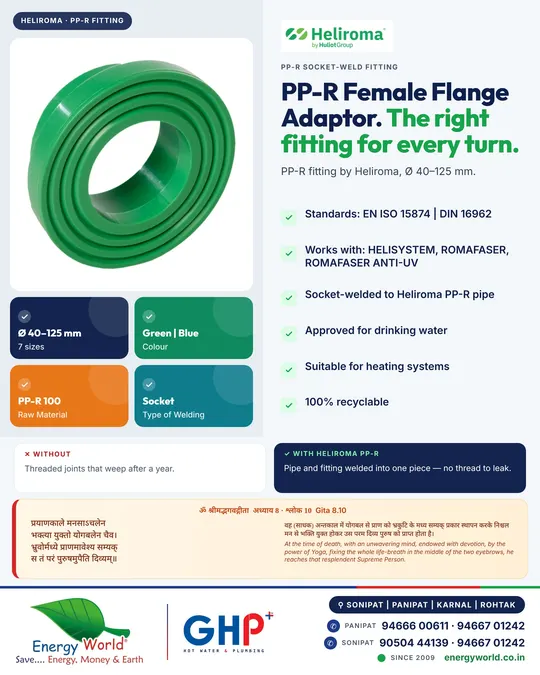 HELIROMA · PP-R FITTING
Heliroma®
by HuliotGroup
PP-R SOCKET-WELD FITTING
PP-R Female Flange
Adaptor. The right
fitting for every turn.
PP-R fitting by Heliroma, Ø 40–125 mm.
Standards: EN ISO 15874 | DIN 16962
Works with: HELISYSTEM, ROMAFASER,
ROMAFASER ANTI-UV
Socket-welded to Heliroma PP-R pipe
Approved for drinking water
Suitable for heating systems
100% recyclable
Ø 40–125 mm
7 sizes
Green | Blue
Colour
PP-R 100
Raw Material
Socket
Type of Welding
✕ WITHOUT
Threaded joints that weep after a year.
✓ WITH HELIROMA PP-R
Pipe and fitting welded into one piece — no thread to leak.
ॐ श्रीमद्भगवद्गीता अध्याय 8 · श्लोक 10 Gita 8.10
प्रयाणकाले मनसाऽचलेन
भक्त्या युक्तो योगबलेन चैव।
भ्रुवोर्मध्ये प्राणमावेश्य सम्यक्
स तं परं पुरुषमुपैति दिव्यम्॥
वह (साधक) अन्तकाल में योगबल से प्राण को भ्रकुटि के मध्य सम्यक् प्रकार स्थापन करके निश्चल
मन से भक्ति युक्त होकर उस परम दिव्य पुरुष को प्राप्त होता है।
At the time of death, with an unwavering mind, endowed with devotion, by the
power of Yoga, fixing the whole life-breath in the middle of the two eyebrows, he
reaches that resplendent Supreme Person.
Energy World®
Save.... Energy, Money & Earth
GHP+
HOT WATER & PLUMBING
SONIPAT | PANIPAT | KARNAL | ROHTAK
PANIPAT 94666 00611 · 94667 01242
SONIPAT 90504 44139 · 94667 01242
SINCE 2009 energyworld.co.in